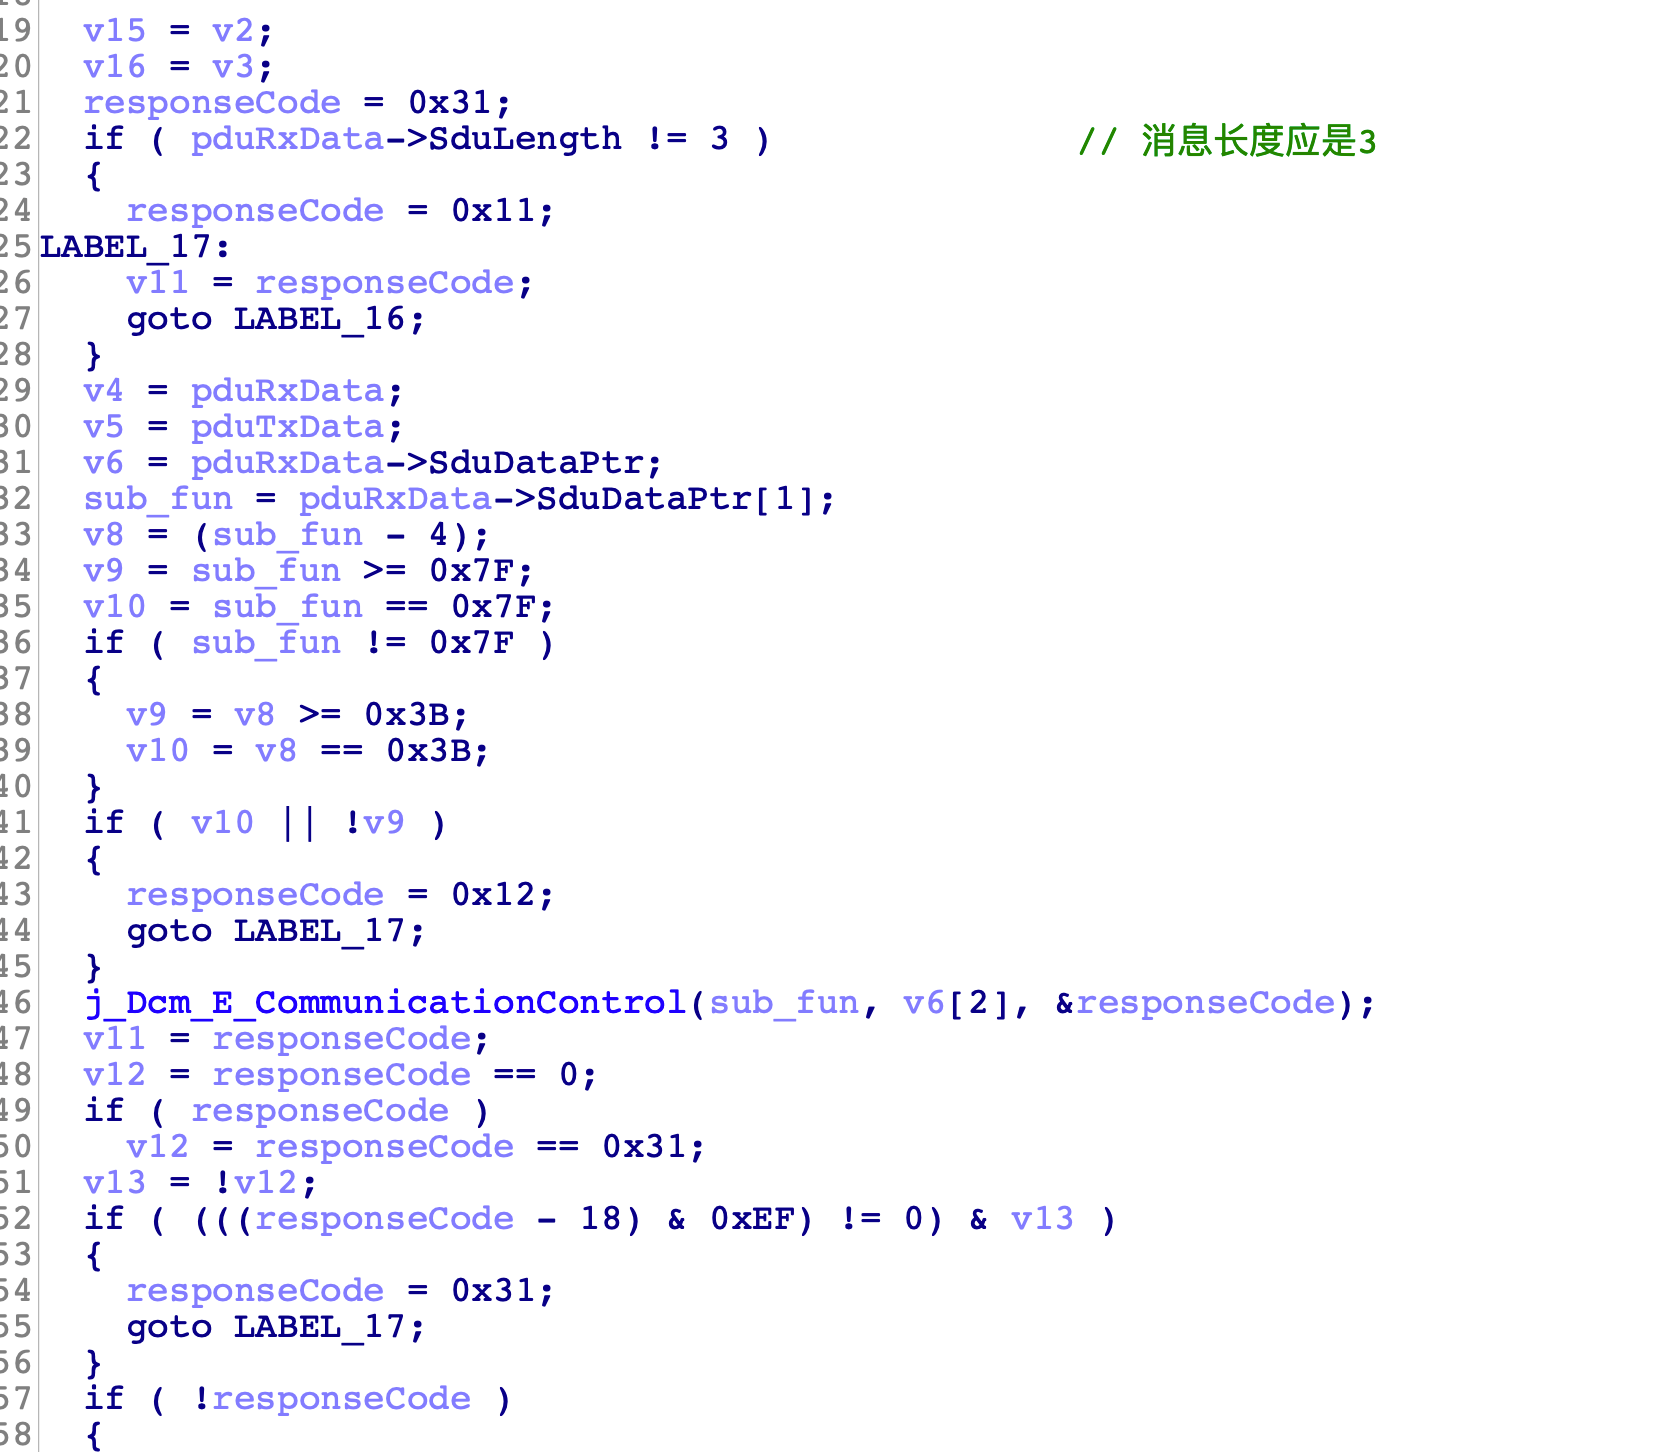 19   v15 = v2;
20   v16 = v3;
21   responseCode = 0x31;
22   if ( pduRxData->SduLength != 3 )              // 消息长度应是3
23   {
24     responseCode = 0x11;
25 LABEL_17:
26     v11 = responseCode;
27     goto LABEL_16;
28   }
29   v4 = pduRxData;
30   v5 = pduTxData;
31   v6 = pduRxData->SduDataPtr;
32   sub_fun = pduRxData->SduDataPtr[1];
33   v8 = (sub_fun - 4);
34   v9 = sub_fun >= 0x7F;
35   v10 = sub_fun == 0x7F;
36   if ( sub_fun != 0x7F )
37   {
38     v9 = v8 >= 0x3B;
39     v10 = v8 == 0x3B;
40   }
41   if ( v10 || !v9 )
42   {
43     responseCode = 0x12;
44     goto LABEL_17;
45   }
46   j_Dcm_E_CommunicationControl(sub_fun, v6[2], &responseCode);
47   v11 = responseCode;
48   v12 = responseCode == 0;
49   if ( responseCode )
50     v12 = responseCode == 0x31;
51   v13 = !v12;
52   if ( (((responseCode - 18) & 0xEF) != 0) & v13 )
53   {
54     responseCode = 0x31;
55     goto LABEL_17;
56   }
57   if ( !responseCode )
58   {